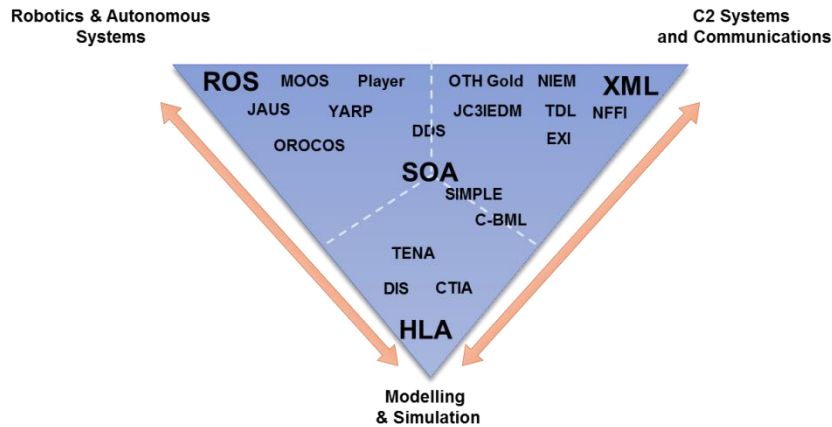 Robotics & Autonomous
Systems
C2 Systems
and Communications
ROS MOOS Player OTH Gold NIEM XML
JAUS YARP JC3IEDM TDL NFFI
DDS
OROCOS EXI
SOA
SIMPLE
C-BML
TENA
DIS CTIA
HLA
Modelling
& Simulation